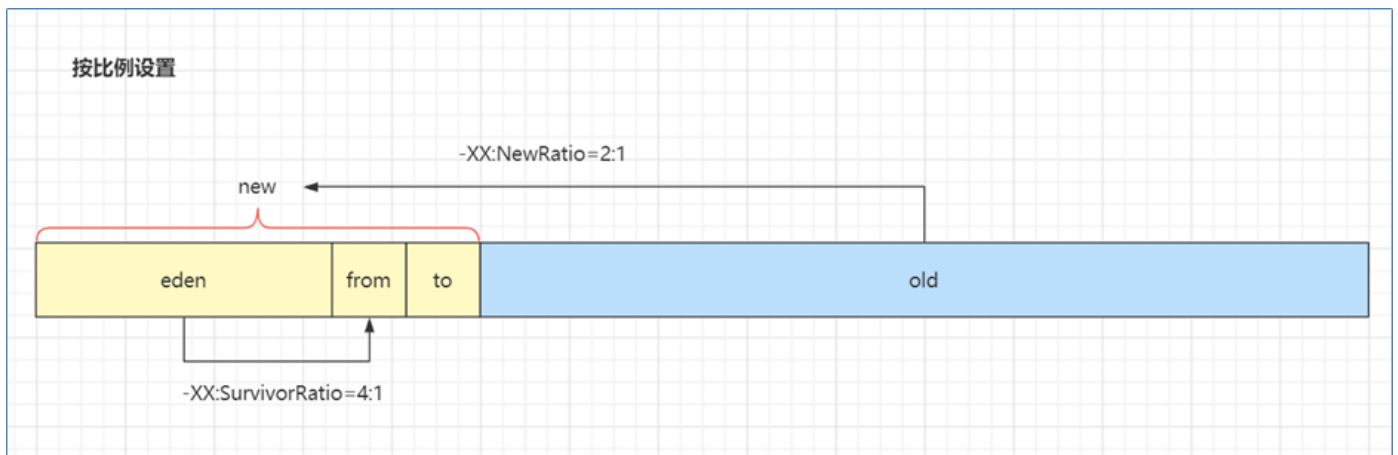 按比例设置
-XX:NewRatio=2:1
new
eden
from
to
old
-XX:SurvivorRatio=4:1